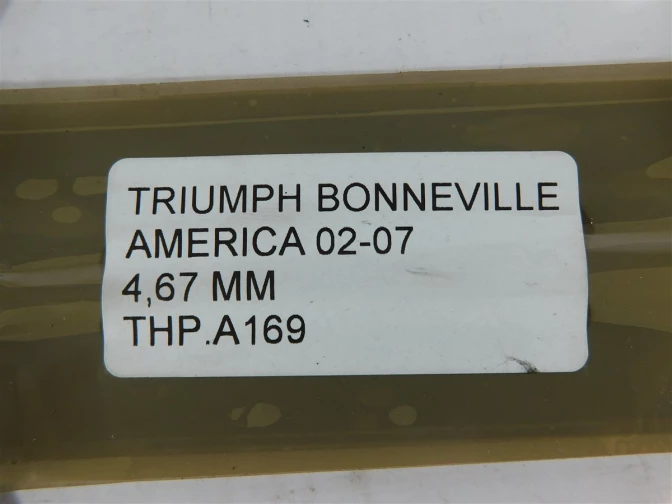 TRIUMPH BONNEVILLE
AMERICA 02-07
4,67 MM
THP.A169